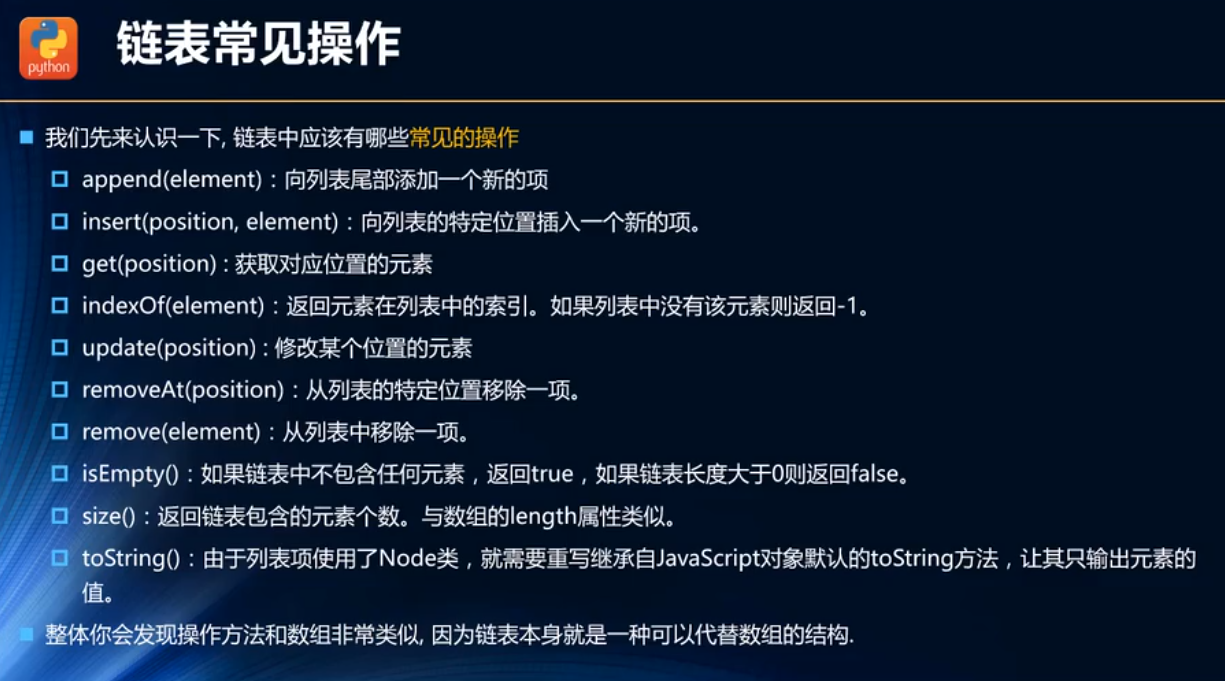 python
链表常见操作
我们先来认识一下, 链表中应该有哪些常见的操作
append(element)：向列表尾部添加一个新的项
insert(position, element)：向列表的特定位置插入一个新的项。
get(position) : 获取对应位置的元素
indexOf(element)：返回元素在列表中的索引。如果列表中没有该元素则返回-1。
update(position) : 修改某个位置的元素
removeAt(position)：从列表的特定位置移除一项。
remove(element)：从列表中移除一项。
isEmpty()：如果链表中不包含任何元素，返回true，如果链表长度大于0则返回false。
size()：返回链表包含的元素个数。与数组的length属性类似。
toString()：由于列表项使用了Node类，就需要重写继承自JavaScript对象默认的toString方法，让其只输出元素的
值。
整体你会发现操作方法和数组非常类似, 因为链表本身就是一种可以代替数组的结构.